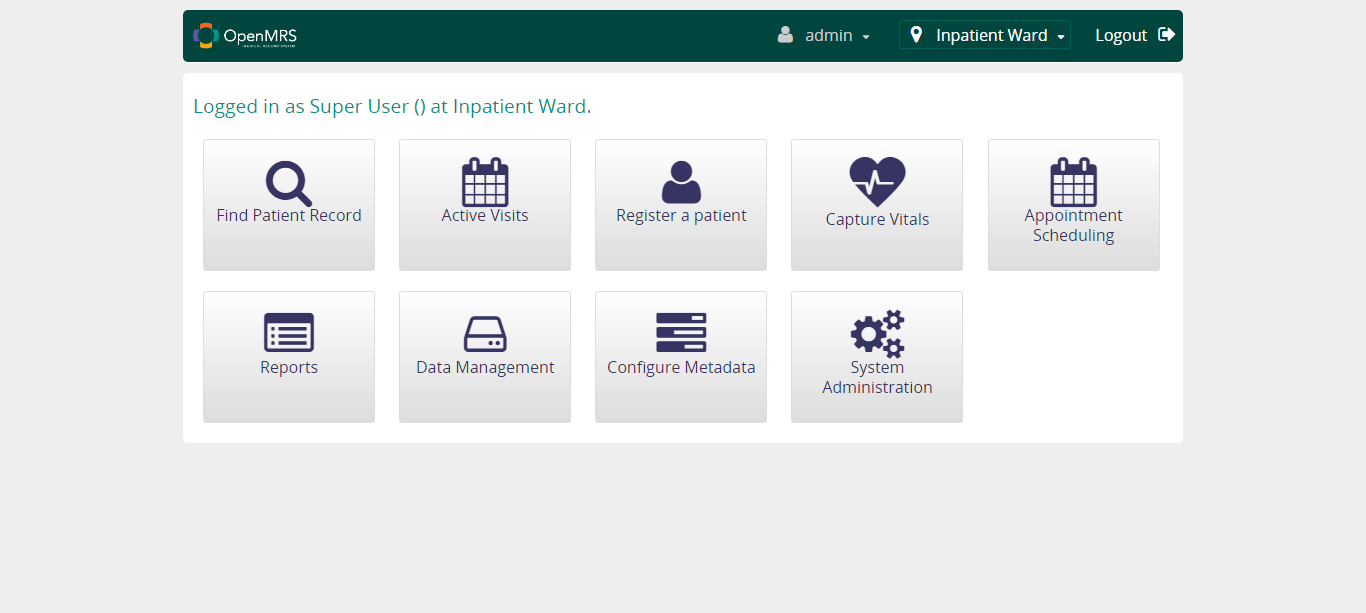 OpenMRS
MEDICAL RECORD SYSTEM
admin
Inpatient Ward
Logout
Logged in as Super User () at Inpatient Ward.
Find Patient Record
Active Visits
Register a patient
Capture Vitals
Appointment
Scheduling
Reports
Data Management
Configure Metadata
System
Administration